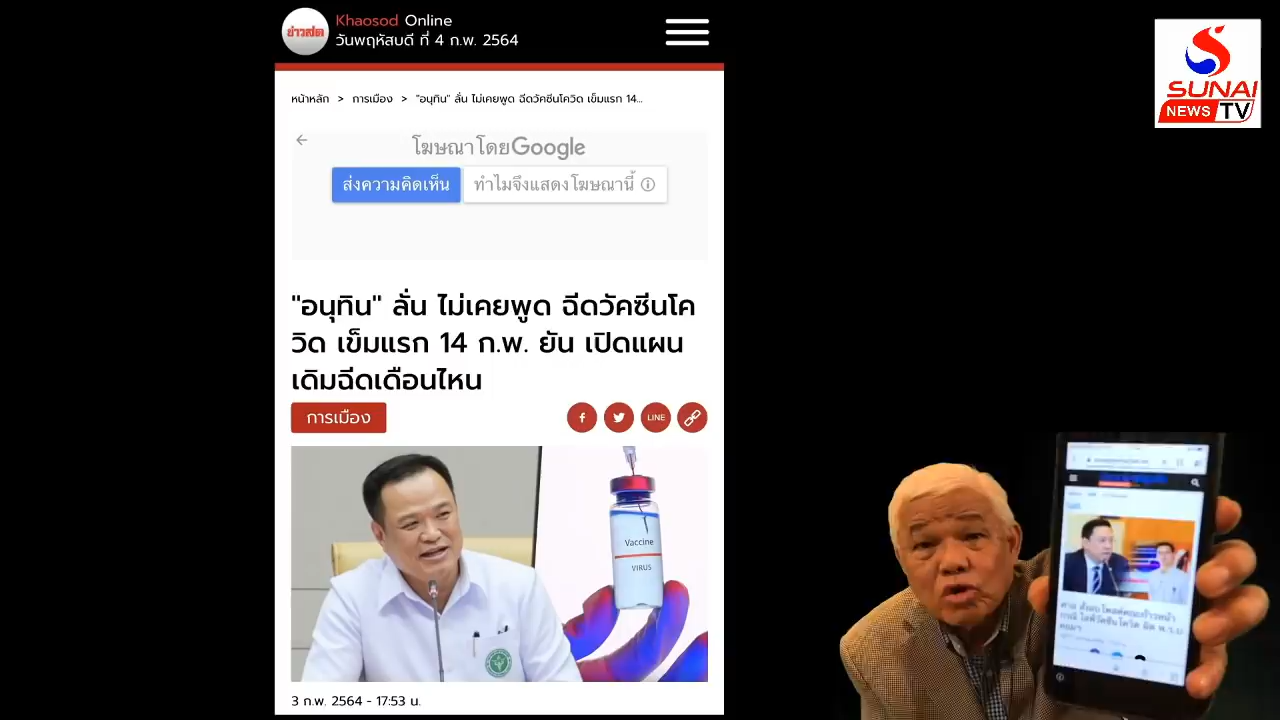 ข่าวสด
Khaosod Online
วันพฤหัสบดี ที่ 4 ก.พ. 2564
SUNAI
NEWS TV
หน้าหลัก > การเมือง > "อนุทิน" ลั่น ไม่เคยพูด ฉีดวัคซีนโควิด เข็มแรก 14...
โฆษณาโดยGoogle
ส่งความคิดเห็น ทำไมจึงแสดงโฆษณานี้
"อนุทิน" ลั่น ไม่เคยพูด ฉีดวัคซีนโค
วิด เข็มแรก 14 ก.พ. ยัน เปิดแผน
เดิมฉีดเดือนไหน
การเมือง
LINE
Vaccine
VIRUS
3 ก.พ. 2564 - 17:53 น.